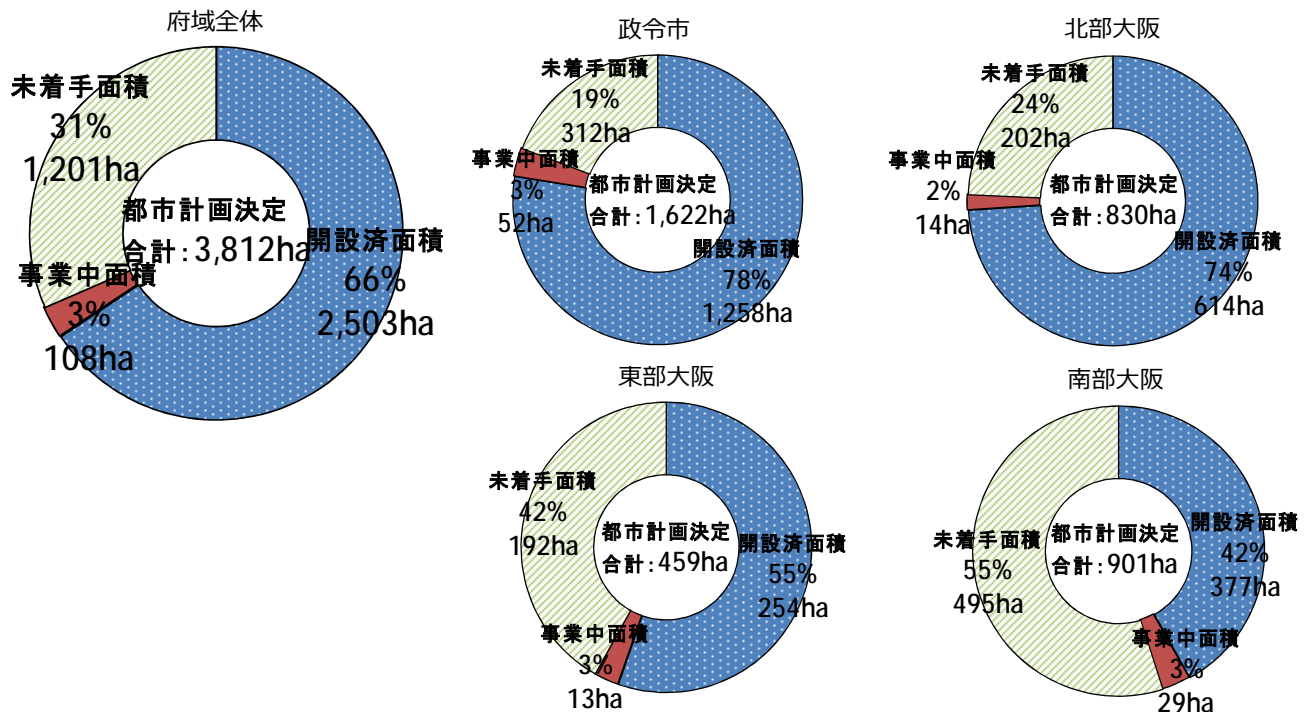 府域全体
未着手面積
31%
1,201ha
都市計画決定
合計：3,812ha
開設済面積
66%
2,503ha
事業中面積
3%
108ha
政令市
未着手面積
19%
312ha
事業中面積
3%
52ha
都市計画決定
合計：1,622ha
開設済面積
78%
1,258ha
北部大阪
未着手面積
24%
202ha
事業中面積
2%
14ha
都市計画決定
合計：830ha
開設済面積
74%
614ha
東部大阪
未着手面積
42%
192ha
都市計画決定
合計：459ha
開設済面積
55%
254ha
事業中面積
3%
13ha
南部大阪
未着手面積
55%
495ha
都市計画決定
合計：901ha
開設済面積
42%
377ha
事業中面積
3%
29ha